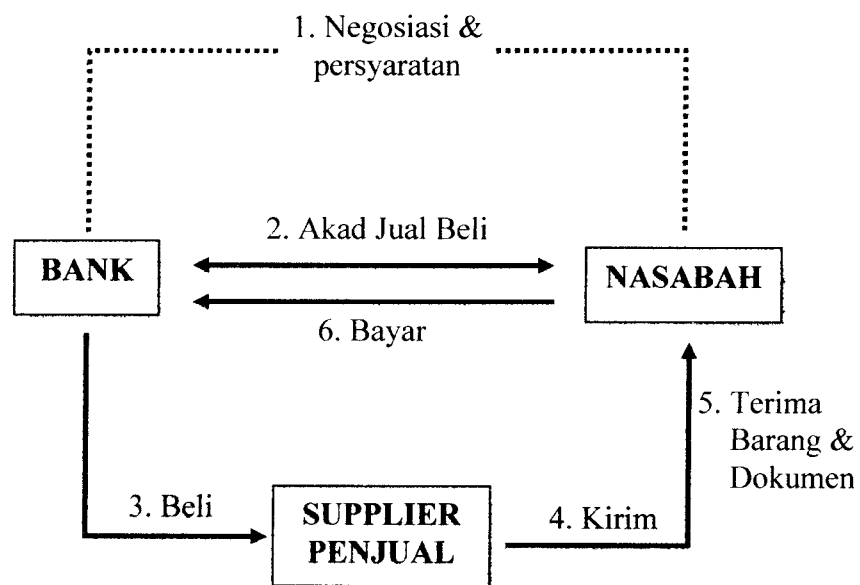 1. Negosiasi &
persyaratan
2. Akad Jual Beli
BANK
NASABAH
6. Bayar
5. Terima
Barang &
Dokumen
3. Beli
SUPPLIER
PENJUAL
4. Kirim